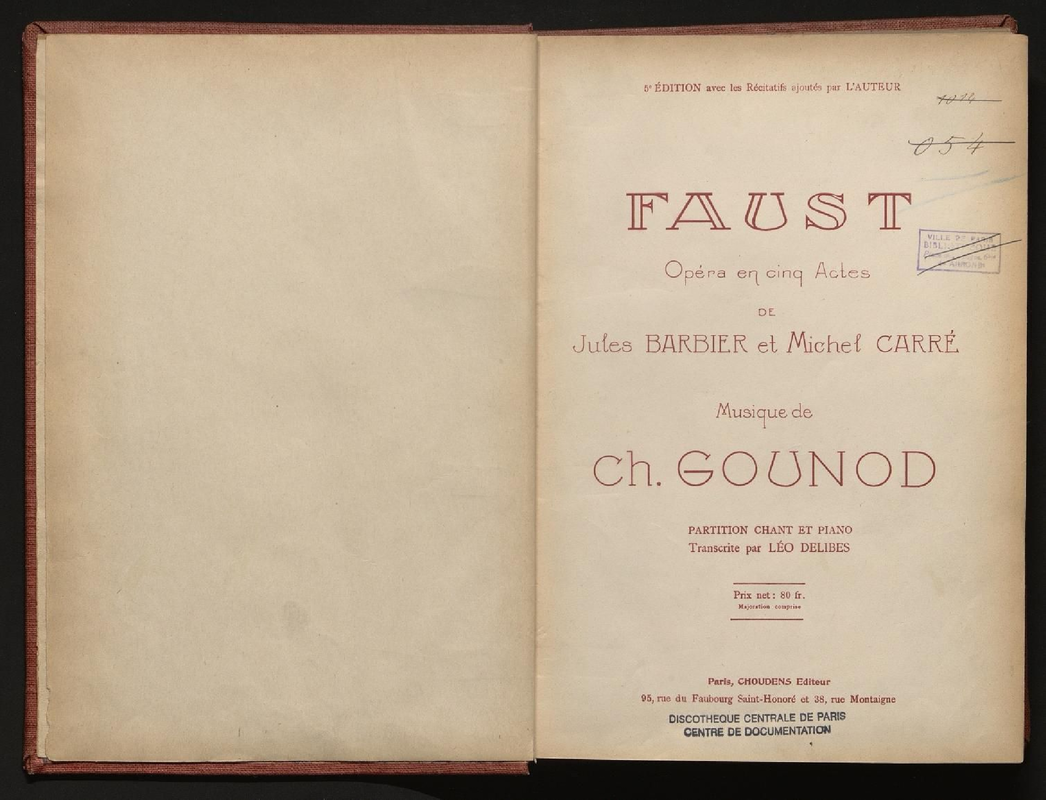 5e ÉDITION avec les Récitatifs ajoutés par L'AUTEUR
054
FAUST
VILLE DE PARIS
Opéra en cinq Actes
DE
Jules BARBIER et Michel CARRÉ
Musique de
Ch. GOUNOD
PARTITION CHANT ET PIANO
Transcrite par LÉO DELIBES
Prix net : 80 fr.
Majoration comprise
Paris, CHOUDENS Editeur
95, rue du Faubourg Saint-Honoré et 38, rue Montaigne
DISCOTHEQUE CENTRALE DE PARIS
CENTRE DE DOCUMENTATION